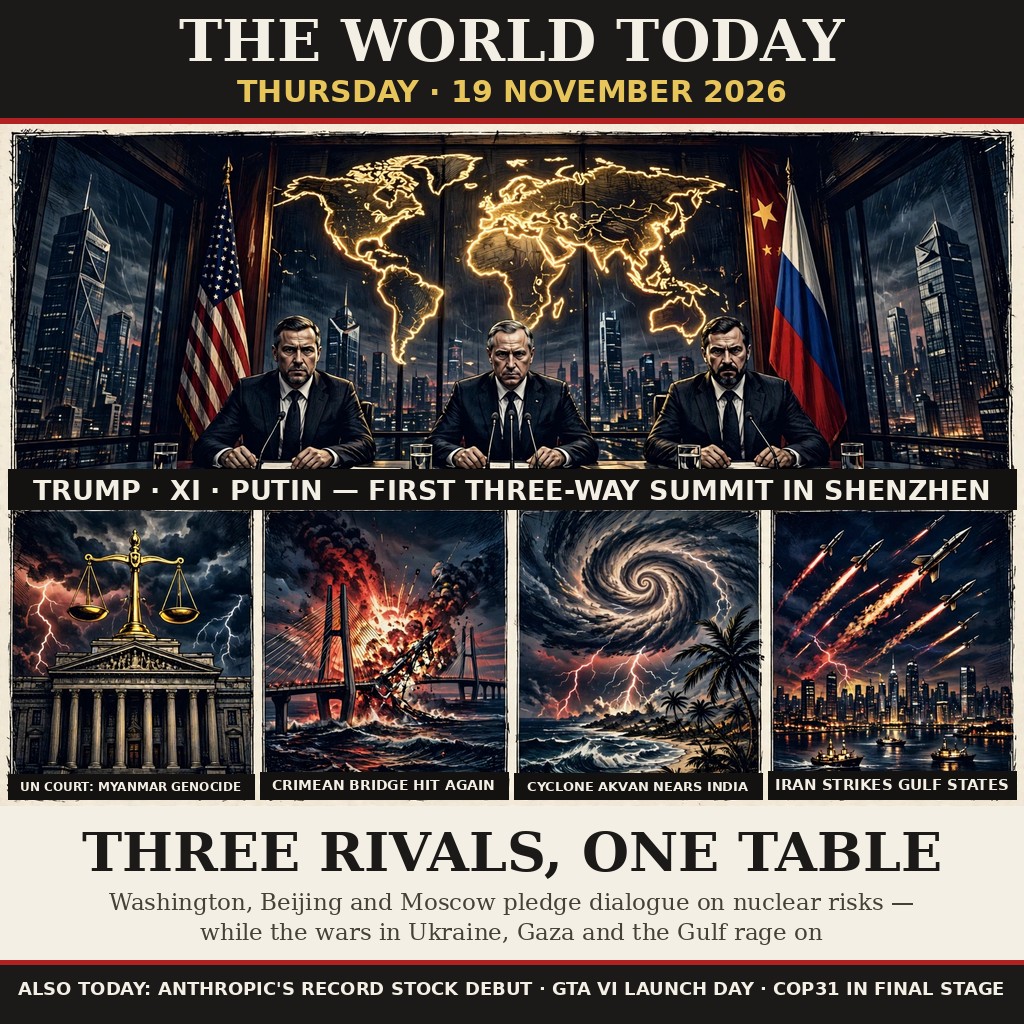 THE WORLD TODAY
THURSDAY · 19 NOVEMBER 2026
TRUMP · XI · PUTIN — FIRST THREE-WAY SUMMIT IN SHENZHEN
UN COURT: MYANMAR GENOCIDE
CRIMEAN BRIDGE HIT AGAIN
CYCLONE AKVAN NEARS INDIA
IRAN STRIKES GULF STATES
THREE RIVALS, ONE TABLE
Washington, Beijing and Moscow pledge dialogue on nuclear risks —
while the wars in Ukraine, Gaza and the Gulf rage on
ALSO TODAY: ANTHROPIC'S RECORD STOCK DEBUT · GTA VI LAUNCH DAY · COP31 IN FINAL STAGE